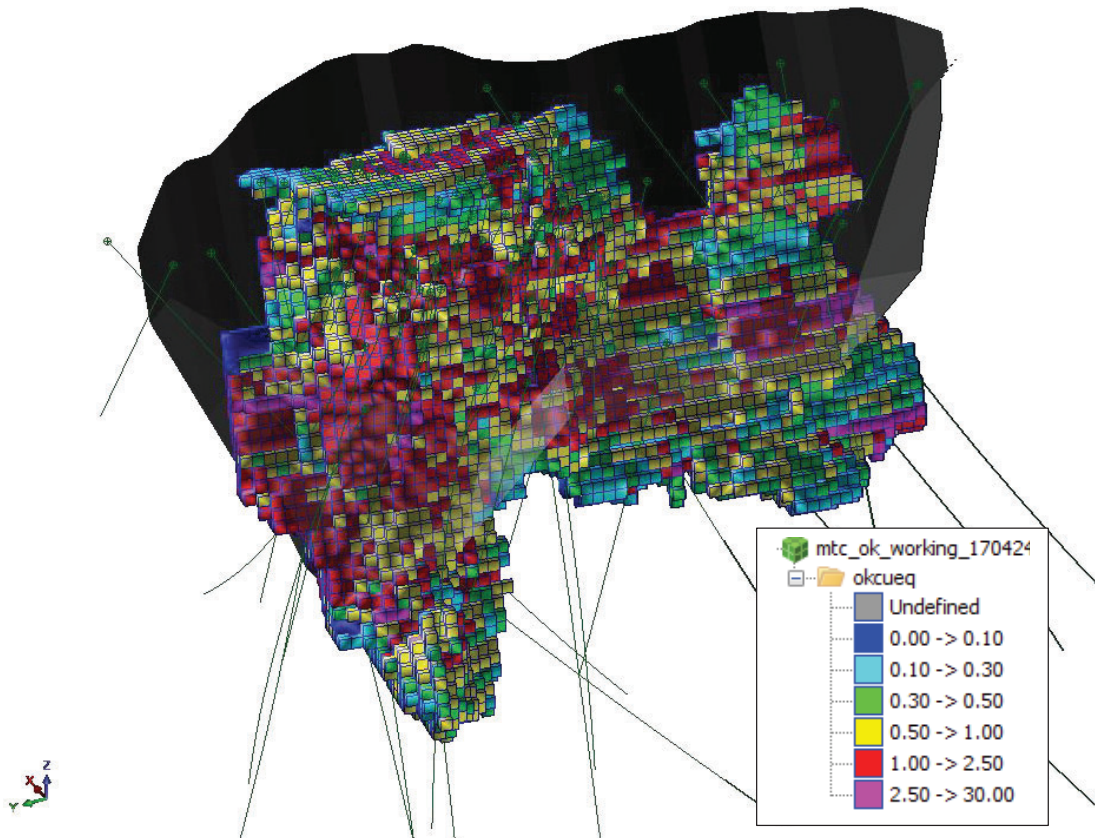 mtc_ok_working_170424
okcueq
Undefined
0.00 -> 0.10
0.10 -> 0.30
0.30 -> 0.50
0.50 -> 1.00
1.00 -> 2.50
2.50 -> 30.00
Z
X
Y